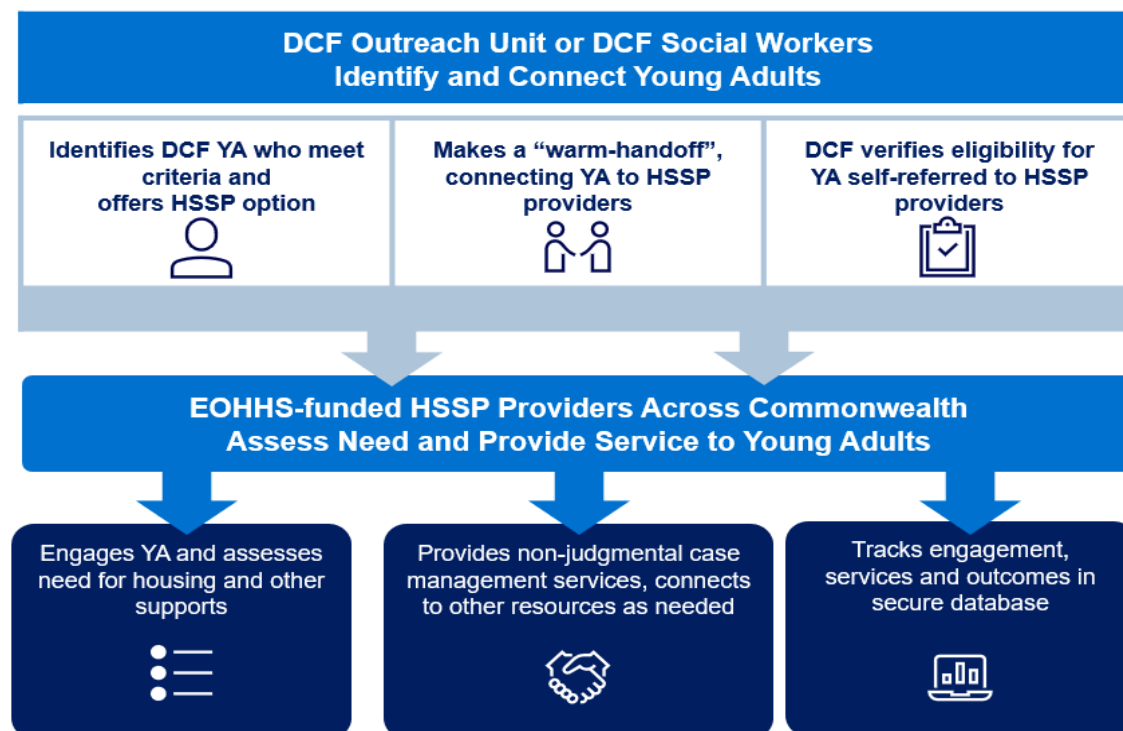 DCF Outreach Unit or DCF Social Workers
Identify and Connect Young Adults
Identifies DCF YA who meet
criteria and
offers HSSP option
Makes a “warm-handoff”,
connecting YA to HSSP
providers
DCF verifies eligibility for
YA self-referred to HSSP
providers
EOHHS-funded HSSP Providers Across Commonwealth
Assess Need and Provide Service to Young Adults
Engages YA and assesses
need for housing and other
supports
Provides non-judgmental case
management services, connects
to other resources as needed
Tracks engagement,
services and outcomes in
secure database